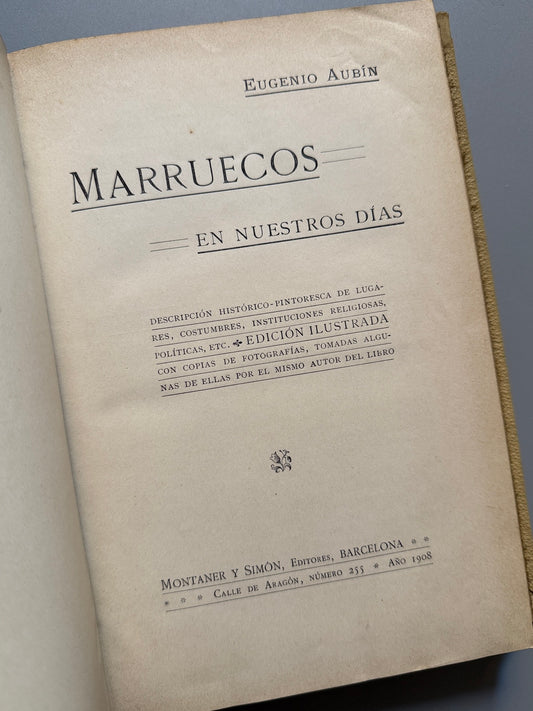 Eugenio Aubín
Marruecos
en nuestros días
descripción histórico-pintoresca de luga-
res, costumbres, instituciones religiosas,
políticas, etc. ✤ EDICIÓN ILUSTRADA
con copias de fotografías, tomadas algu-
nas de ellas por el mismo autor del libro
Montaner y Simón, Editores, BARCELONA * *
* * * Calle de Aragón, número 255 * Año 1908